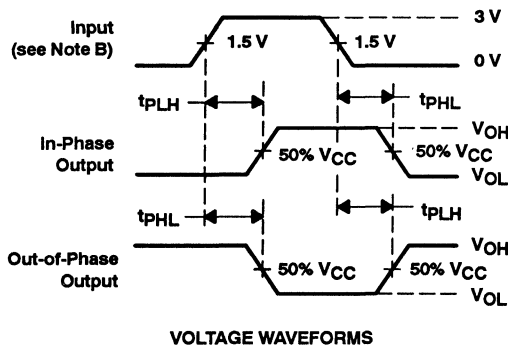 Input
(see Note B)
1.5 V
1.5 V
3 V
0 V
tPLH
tPHL
In-Phase
Output
50% VCC
50% VCC
VOH
VOL
tPHL
tPLH
Out-of-Phase
Output
50% VCC
50% VCC
VOH
VOL
VOLTAGE WAVEFORMS